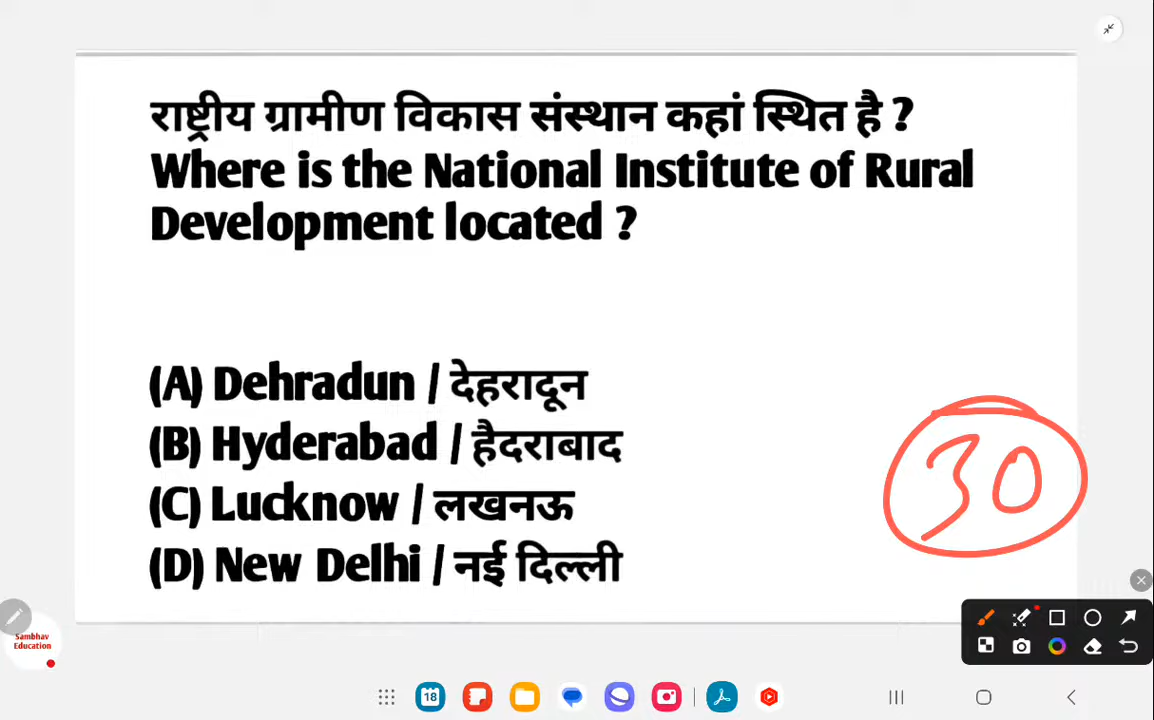 राष्ट्रीय ग्रामीण विकास संस्थान कहां स्थित है ?
Where is the National Institute of Rural
Development located ?
(A) Dehradun / देहरादून
(B) Hyderabad / हैदराबाद
(C) Lucknow / लखनऊ
(D) New Delhi / नई दिल्ली
30
Sambhav
Education
18